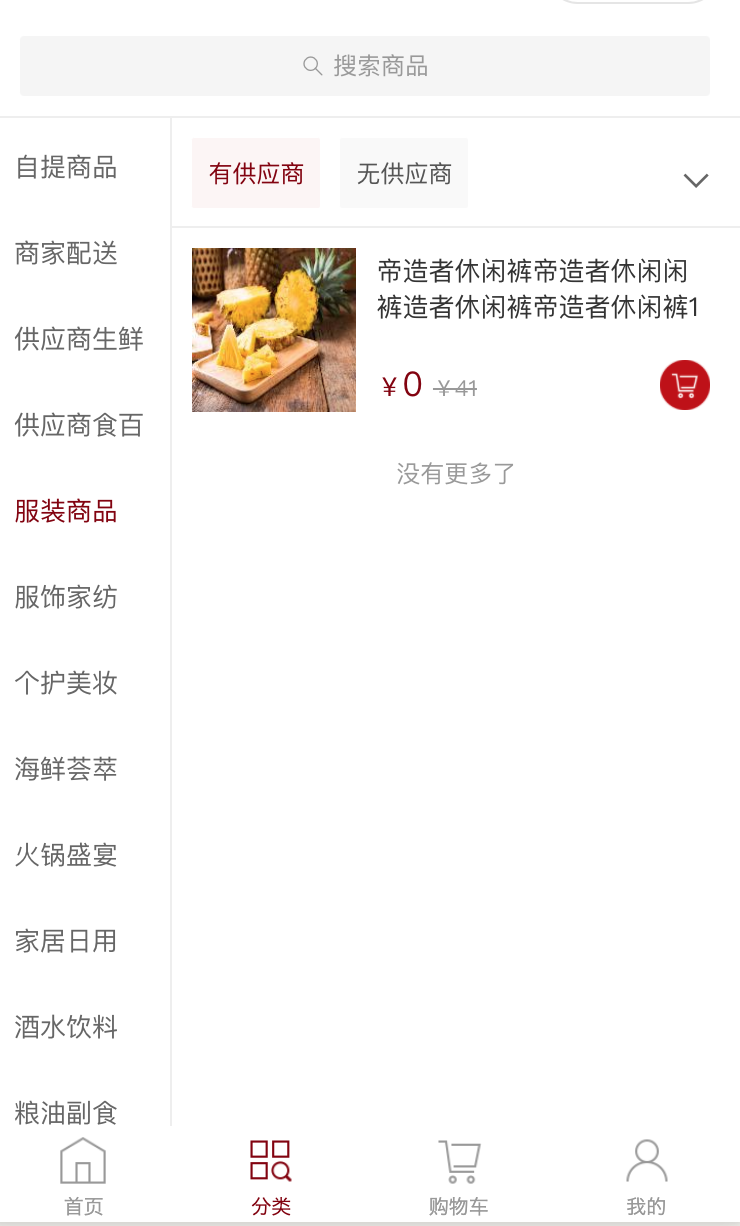 搜索商品
自提商品
商家配送
供应商生鲜
供应商食百
服装商品
服饰家纺
个护美妆
海鲜荟萃
火锅盛宴
家居日用
酒水饮料
粮油副食
有供应商
无供应商
帝造者休闲裤帝造者休闲闲
裤造者休闲裤帝造者休闲裤1
¥0 ¥41
没有更多了
首页
分类
购物车
我的